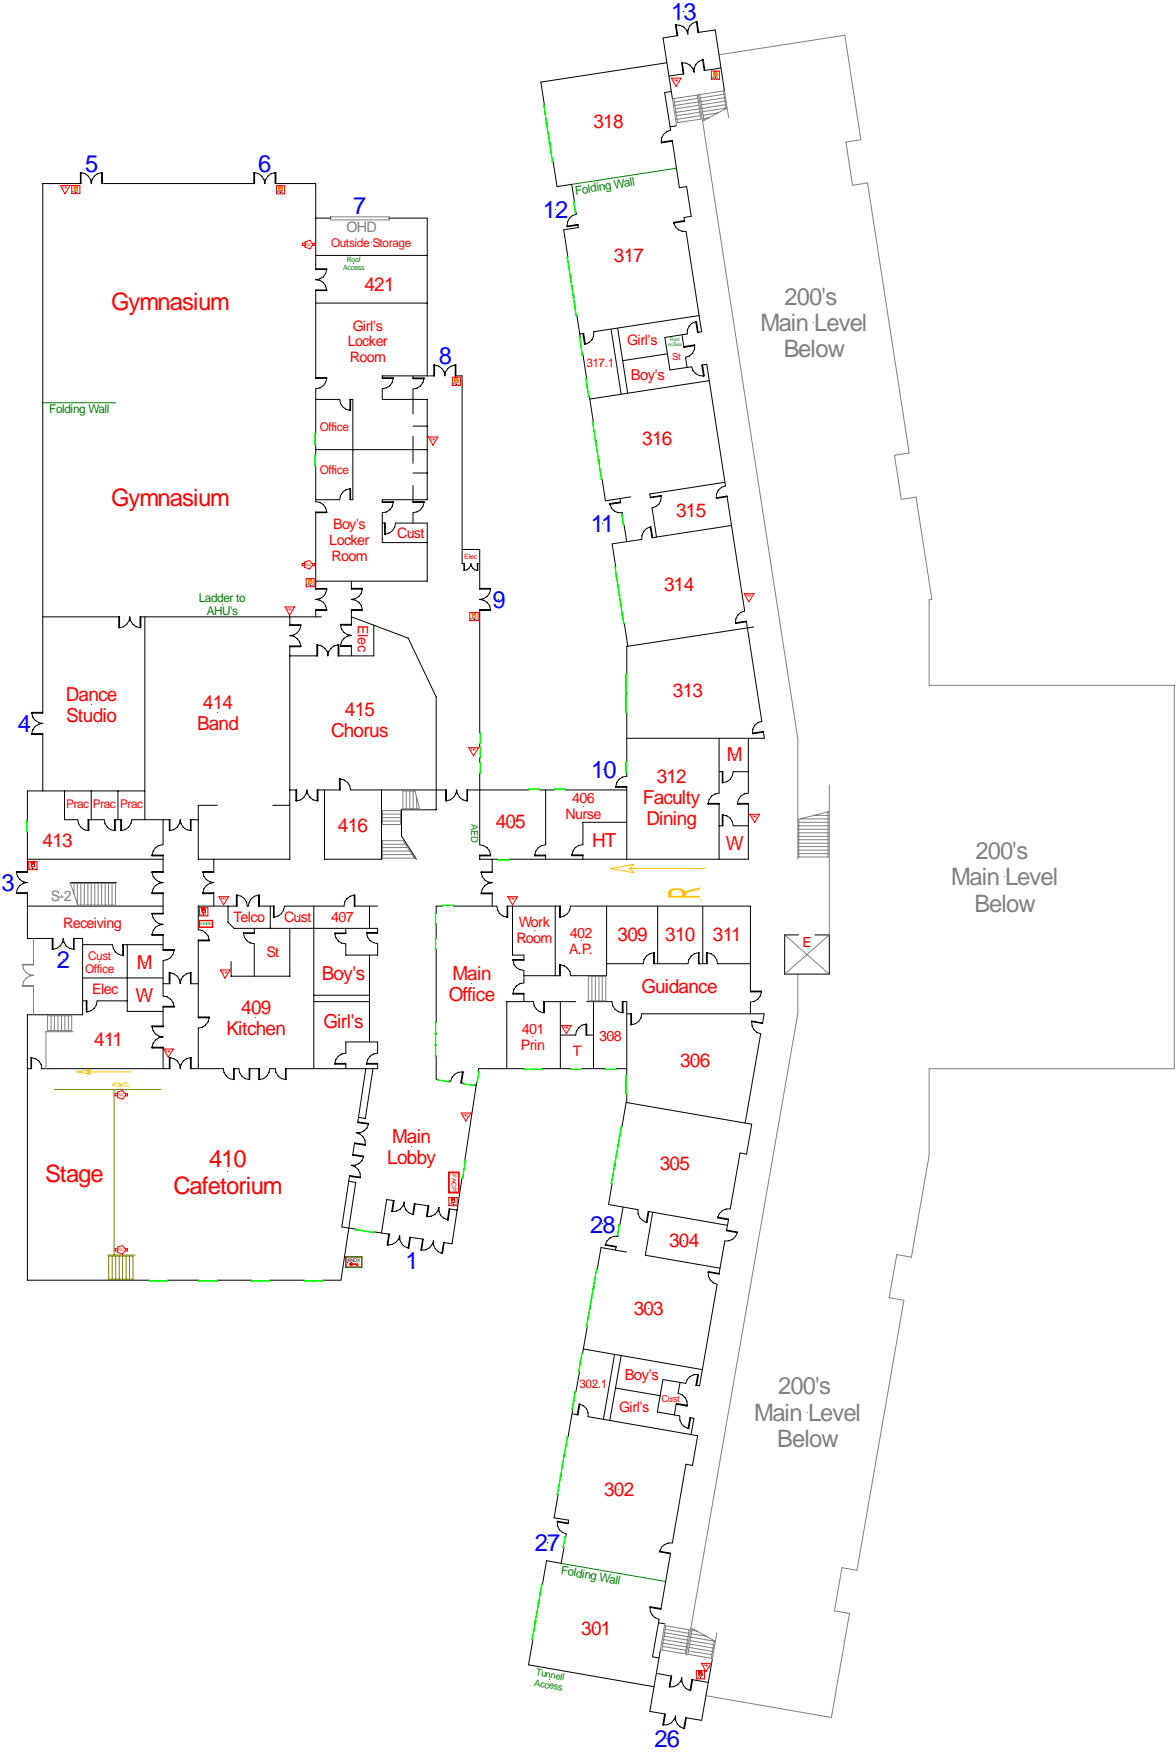 13
318
Folding Wall
12
317
5
6
7
OHD
Outside Storage
Roof
Access
421
Gymnasium
Girl's
Locker
Room
8
200's
Main Level
Below
Girl's
Roof
Access
St
317.1
Boy's
Folding Wall
Office
316
Office
Gymnasium
315
11
Boy's
Locker
Room
Cust
Elec
314
9
Ladder to
AHU's
Elec
313
Dance
Studio
4
414
Band
415
Chorus
M
10
312
Faculty
Dining
406
Nurse
Prac
Prac
Prac
416
AED
405
HT
W
413
200's
Main Level
Below
3
S-2
R
Receiving
Telco
Cust
407
Work
Room
402
A.P.
309
310
311
E
2
Cust
Office
M
St
Boy's
Main
Office
Guidance
Elec
W
409
Kitchen
Girl's
401
Prin
308
T
411
306
R
Main
Lobby
305
Stage
410
Cafetorium
FACP
28
304
1
KNOX
303
302.1
Boy's
Girl's
Cust
200's
Main Level
Below
302
27
Folding Wall
301
Tunnell
Access
26